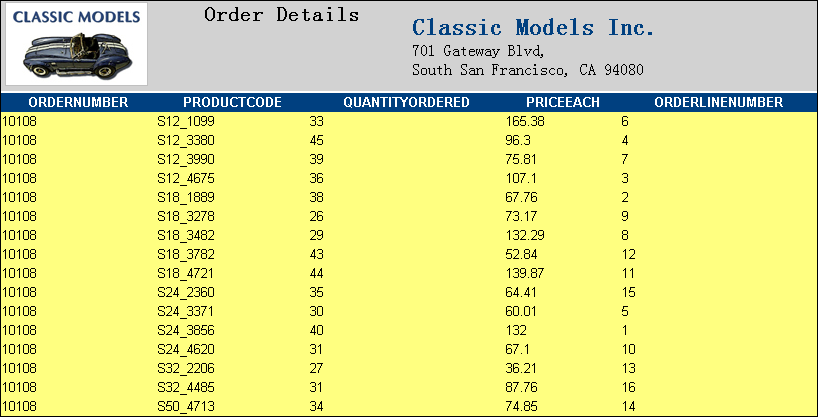 CLASSIC MODELS
Order Details
Classic Models Inc.
701 Gateway Blvd,
South San Francisco, CA 94080
ORDERNUMBER PRODUCTCODE QUANTITYORDERED PRICEEACH ORDERLINENUMBER
10108 S12_1099 33 165.38 6
10108 S12_3380 45 96.3 4
10108 S12_3990 39 75.81 7
10108 S12_4675 36 107.1 3
10108 S18_1889 38 67.76 2
10108 S18_3278 26 73.17 9
10108 S18_3482 29 132.29 8
10108 S18_3782 43 52.84 12
10108 S18_4721 44 139.87 11
10108 S24_2360 35 64.41 15
10108 S24_3371 30 60.01 5
10108 S24_3856 40 132 1
10108 S24_4620 31 67.1 10
10108 S32_2206 27 36.21 13
10108 S32_4485 31 87.76 16
10108 S50_4713 34 74.85 14